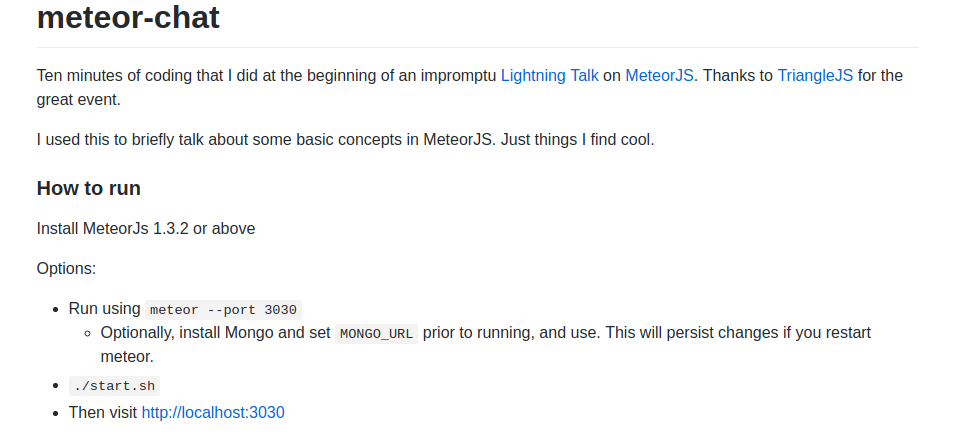 meteor-chat
Ten minutes of coding that I did at the beginning of an impromptu Lightning Talk on MeteorJS. Thanks to TriangleJS for the
great event.
I used this to briefly talk about some basic concepts in MeteorJS. Just things I find cool.
How to run
Install MeteorJs 1.3.2 or above
Options:
Run using meteor --port 3030
Optionally, install Mongo and set MONGO_URL prior to running, and use. This will persist changes if you restart
meteor.
./start.sh
Then visit http://localhost:3030